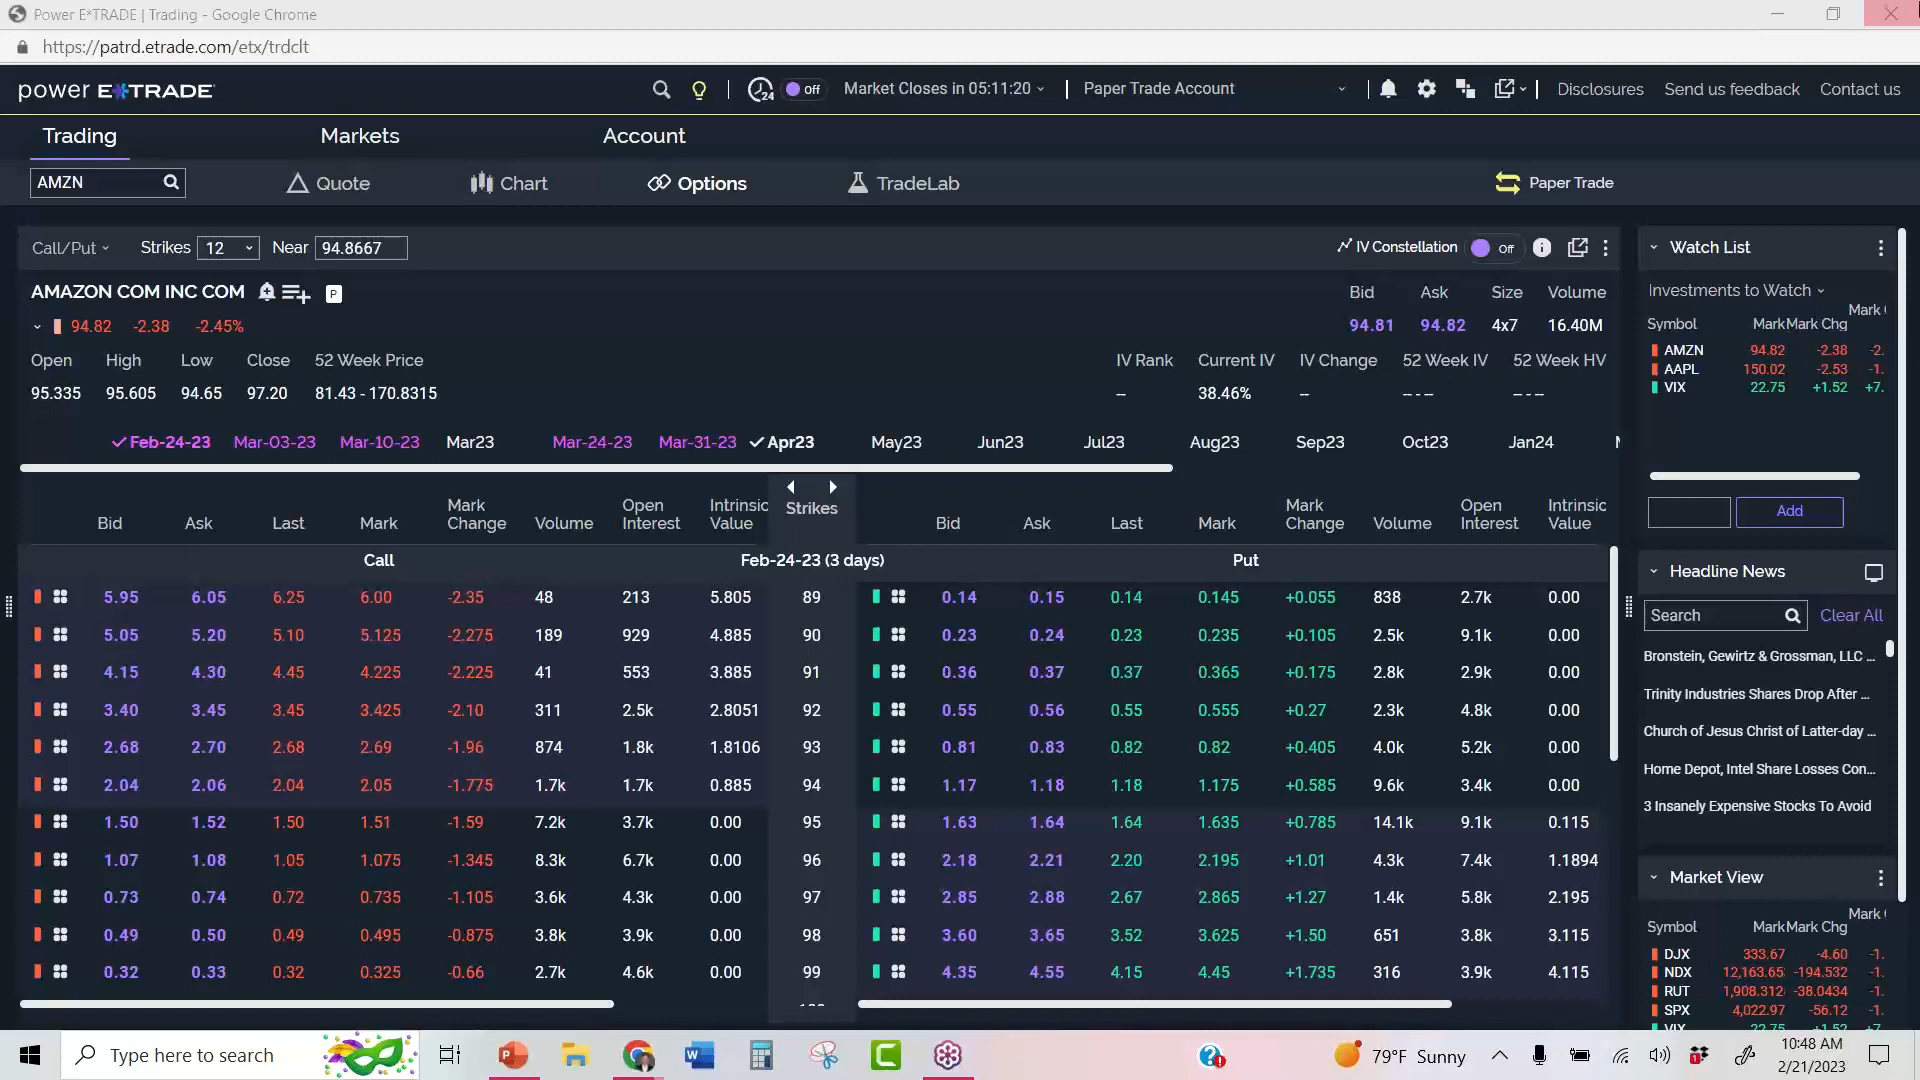 Power E*TRADE | Trading - Google Chrome
https://patrd.etrade.com/etx/trdclt
power E*TRADE
24 Off Market Closes in 05:11:20 | Paper Trade Account | Disclosures Send us feedback Contact us
Trading Markets Account
AMZN Quote Chart Options TradeLab Paper Trade
Call/Put Strikes 12 Near 94.8667 IV Constellation Off
AMAZON COM INC COM P Bid Ask Size Volume
94.82 -2.38 -2.45% 94.81 94.82 4x7 16.40M
Open High Low Close 52 Week Price IV Rank Current IV IV Change 52 Week IV 52 Week HV
95.335 95.605 94.65 97.20 81.43 - 170.8315 -- 38.46% -- -- - -- -- - --
Feb-24-23 Mar-03-23 Mar-10-23 Mar23 Mar-24-23 Mar-31-23 Apr23 May23 Jun23 Jul23 Aug23 Sep23 Oct23 Jan24
Bid Ask Last Mark Mark Change Volume Open Interest Intrinsic Value Strikes Bid Ask Last Mark Mark Change Volume Open Interest Intrinsic Value
Call Feb-24-23 (3 days) Put
5.95 6.05 6.25 6.00 -2.35 48 213 5.805 89 0.14 0.15 0.14 0.145 +0.055 838 2.7k 0.00
5.05 5.20 5.10 5.125 -2.275 189 929 4.885 90 0.23 0.24 0.23 0.235 +0.105 2.5k 9.1k 0.00
4.15 4.30 4.45 4.225 -2.225 41 553 3.885 91 0.36 0.37 0.37 0.365 +0.175 2.8k 2.9k 0.00
3.40 3.45 3.45 3.425 -2.10 311 2.5k 2.8051 92 0.55 0.56 0.55 0.555 +0.27 2.3k 4.8k 0.00
2.68 2.70 2.68 2.69 -1.96 874 1.8k 1.8106 93 0.81 0.83 0.82 0.82 +0.405 4.0k 5.2k 0.00
2.04 2.06 2.04 2.05 -1.775 1.7k 1.7k 0.885 94 1.17 1.18 1.18 1.175 +0.585 9.6k 3.4k 0.00
1.50 1.52 1.50 1.51 -1.59 7.2k 3.7k 0.00 95 1.63 1.64 1.64 1.635 +0.785 14.1k 9.1k 0.115
1.07 1.08 1.05 1.075 -1.345 8.3k 6.7k 0.00 96 2.18 2.21 2.20 2.195 +1.01 4.3k 7.4k 1.1894
0.73 0.74 0.72 0.735 -1.105 3.6k 4.3k 0.00 97 2.85 2.88 2.67 2.865 +1.27 1.4k 5.8k 2.195
0.49 0.50 0.49 0.495 -0.875 3.8k 3.9k 0.00 98 3.60 3.65 3.52 3.625 +1.50 651 3.8k 3.115
0.32 0.33 0.32 0.325 -0.66 2.7k 4.6k 0.00 99 4.35 4.55 4.15 4.45 +1.735 316 3.9k 4.115
Watch List
Investments to Watch
Symbol Mark Mark Chg Mark
AMZN 94.82 -2.38 -2.
AAPL 150.02 -2.53 -1.
VIX 22.75 +1.52 +7.
Add
Headline News
Search Clear All
Bronstein, Gewirtz & Grossman, LLC ...
Trinity Industries Shares Drop After ...
Church of Jesus Christ of Latter-day ...
Home Depot, Intel Share Losses Con...
3 Insanely Expensive Stocks To Avoid
Market View
Symbol Mark Mark Chg Mark
DJX 333.67 -4.60 -1.
NDX 12,163.65 -194.532 -1.
RUT 1,908.312 -38.0434 -1.
SPX 4,022.97 -56.12 -1.
VIX 22.75 +1.52 +7
Type here to search 79°F Sunny 10:48 AM
2/21/2023